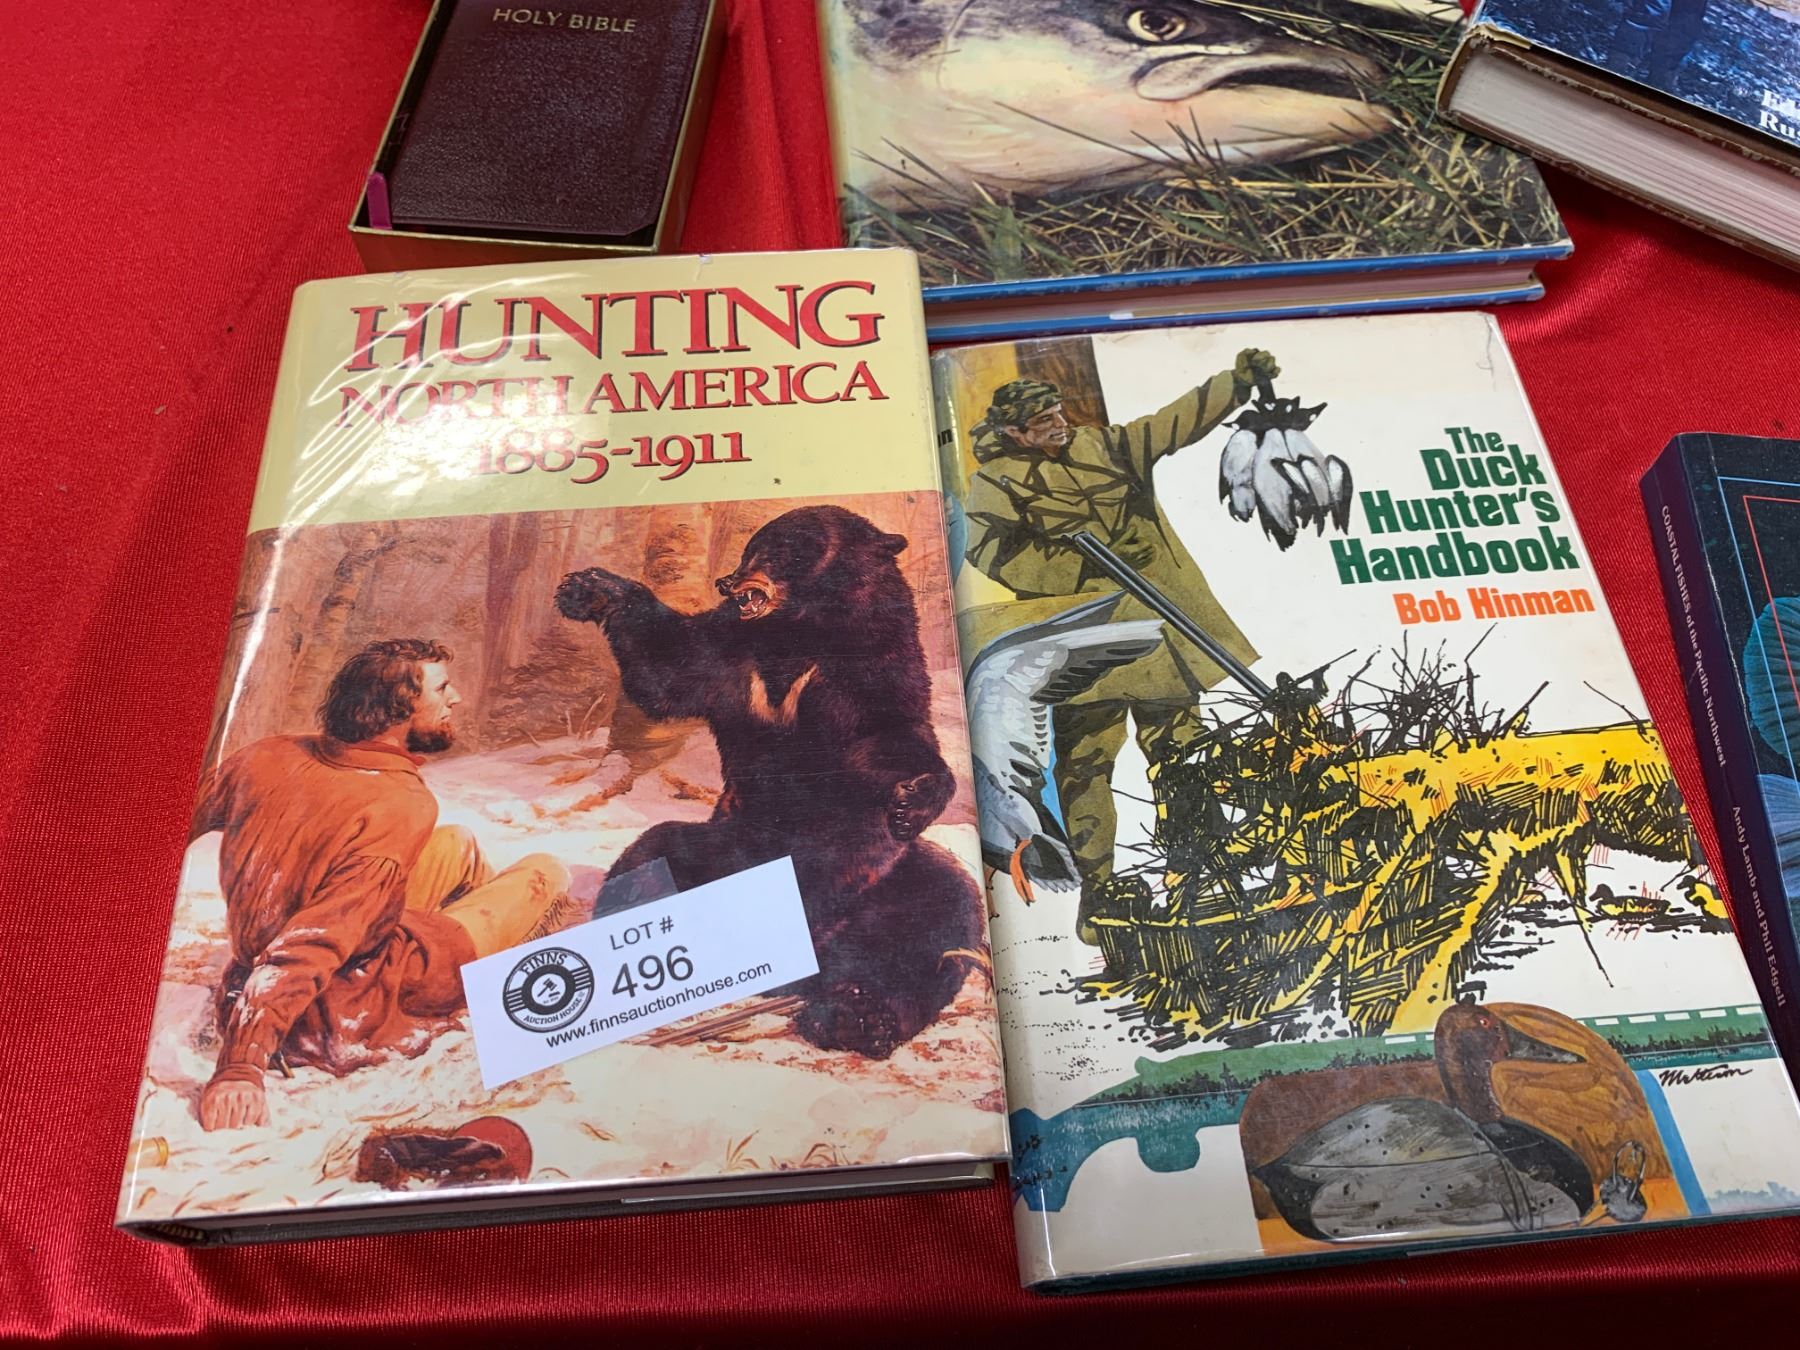 HOLY BIBLE
HUNTING
NORTH AMERICA
1885-1911
LOT #
496
www.finnsauctionhouse.com
FINNS
AUCTION HOUSE
The
Duck
Hunter's
Handbook
Bob Hinman
Matteson
COASTAL FISHES of the Pacific Northwest
Andy Lamb and Phil Edgell